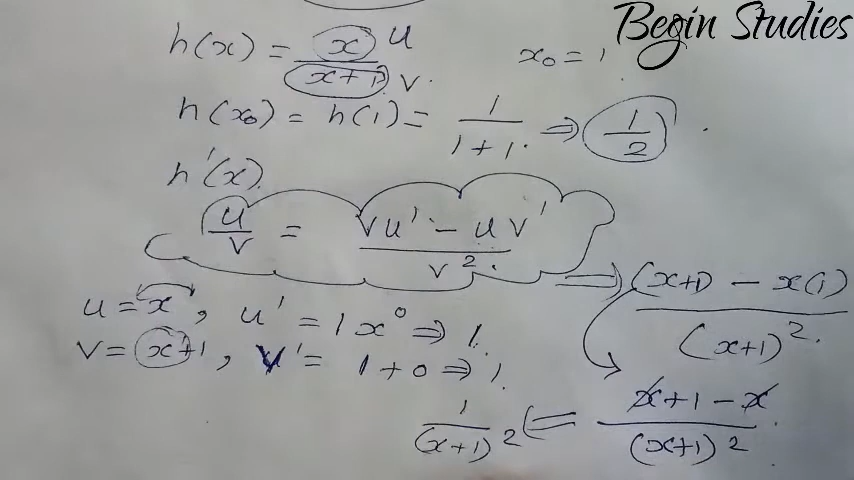 Begin Studies
h(x) = x/(x+1) u v.
x₀ = 1
h(x₀) = h(1) = 1/(1+1) ⇒ 1/2.
h'(x)
u/v = (vu' - uv')/v².
⇒ ((x+1) - x(1))/(x+1)².
u = x, u' = 1x⁰ ⇒ 1.
v = x+1, v' = 1+0 ⇒ 1.
1/(x+1)² ⇐ (x+1-x)/(x+1)²